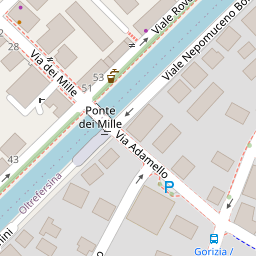 Viale Rov
28
Via dei Mille
53
51
Viale Nepomuceno Bo
Ponte
dei Mille
Via Adamello
43
Oltrefersina
P
ini
Gorizia /